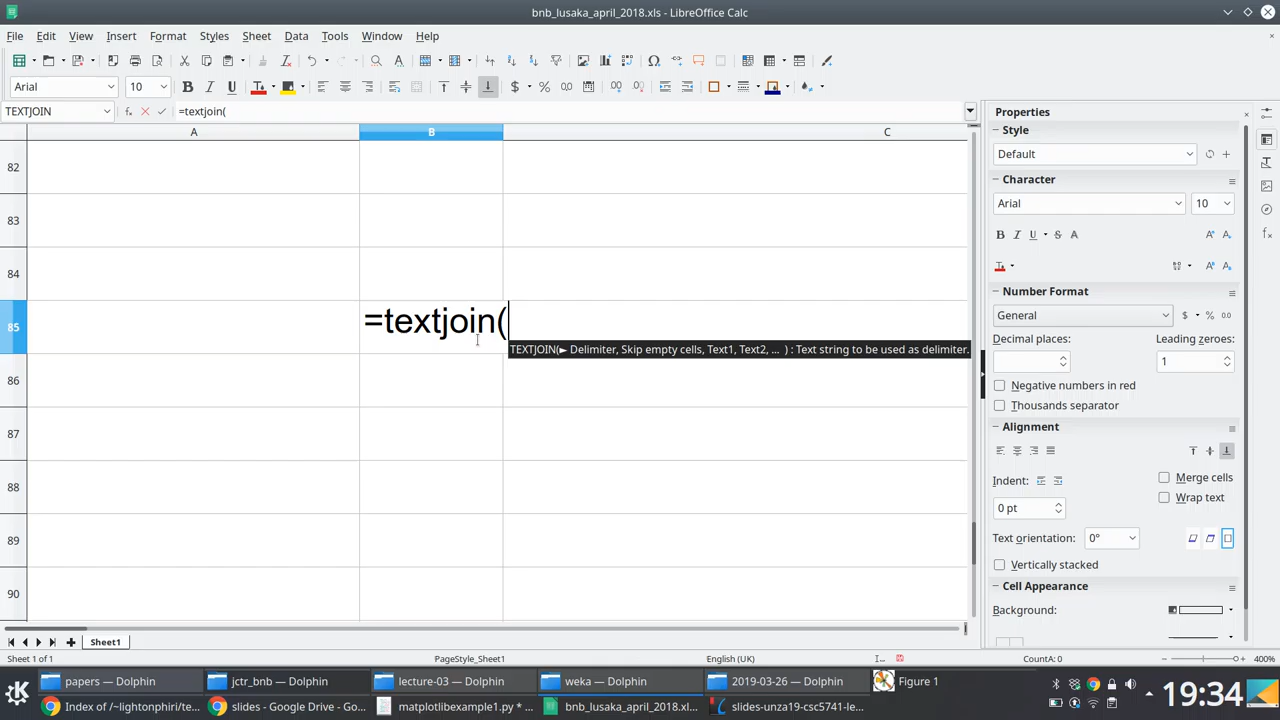 bnb_lusaka_april_2018.xls - LibreOffice Calc
File Edit View Insert Format Styles Sheet Data Tools Window Help
Arial 10
TEXTJOIN =textjoin(
A B C
82
83
84
85 =textjoin(
TEXTJOIN(► Delimiter, Skip empty cells, Text1, Text2, ... ) : Text string to be used as delimiter.
86
87
88
89
90
Properties
Style
Default
Character
Arial 10
Number Format
General
Decimal places: Leading zeroes:
1
Negative numbers in red
Thousands separator
Alignment
Indent: Merge cells
0 pt Wrap text
Text orientation: 0°
Vertically stacked
Cell Appearance
Background:
Sheet1
Sheet 1 of 1 PageStyle_Sheet1 English (UK) CountA: 0 400%
papers — Dolphin jctr_bnb — Dolphin lecture-03 — Dolphin weka — Dolphin 2019-03-26 — Dolphin Figure 1
Index of /~lightonphiri/te... slides - Google Drive - Go... matplotlibexample1.py * ... bnb_lusaka_april_2018.xl... slides-unza19-csc5741-le...
19:34